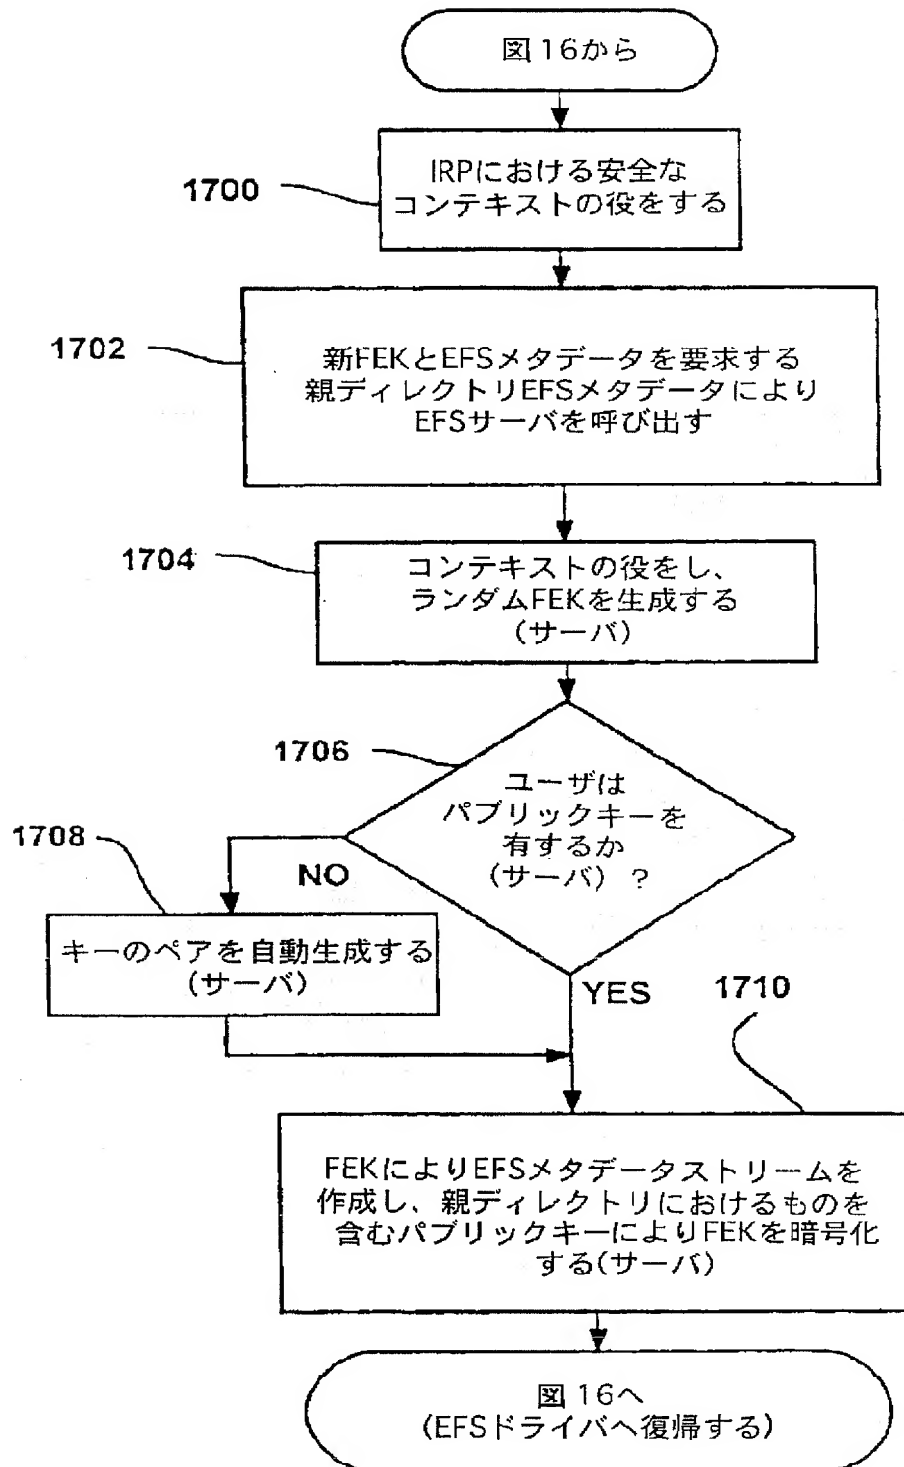 図16から
1700
IRPにおける安全な
コンテキストの役をする
1702
新FEKとEFSメタデータを要求する
親ディレクトリEFSメタデータにより
EFSサーバを呼び出す
1704
コンテキストの役をし、
ランダムFEKを生成する
(サーバ)
1706
ユーザは
パブリックキーを
有するか
(サーバ)?
1708
NO
キーのペアを自動生成する
(サーバ)
YES
1710
FEKによりEFSメタデータストリームを
作成し、親ディレクトリにおけるものを
含むパブリックキーによりFEKを暗号化
する(サーバ)
図16へ
(EFSドライバへ復帰する)